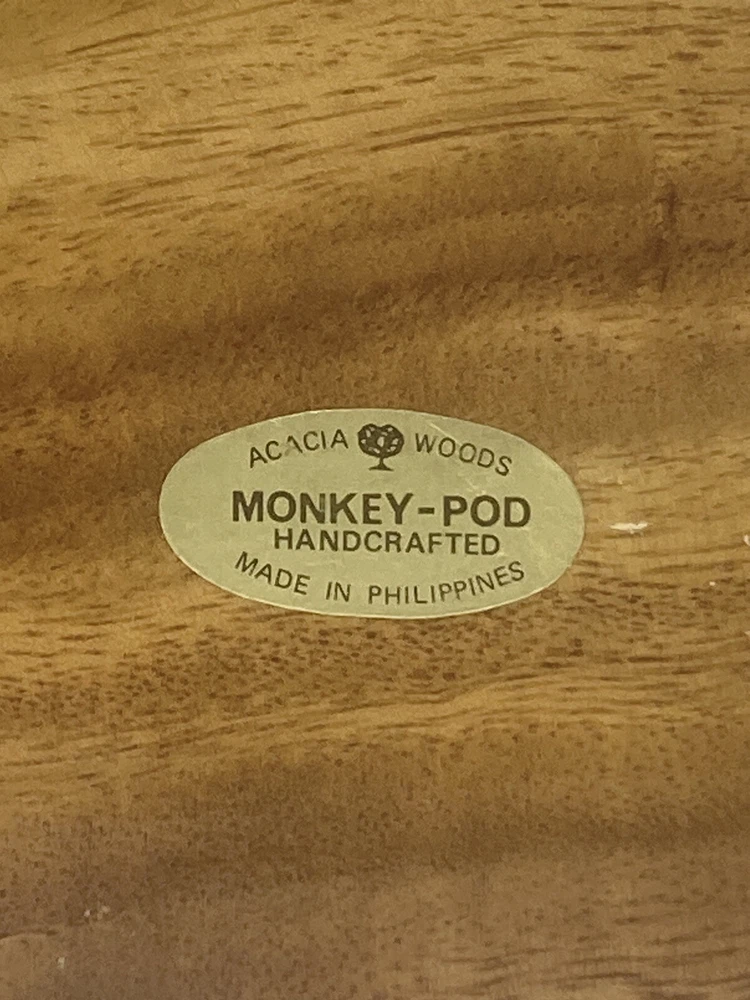 ACACIA WOODS
MONKEY-POD
HANDCRAFTED
MADE IN PHILIPPINES